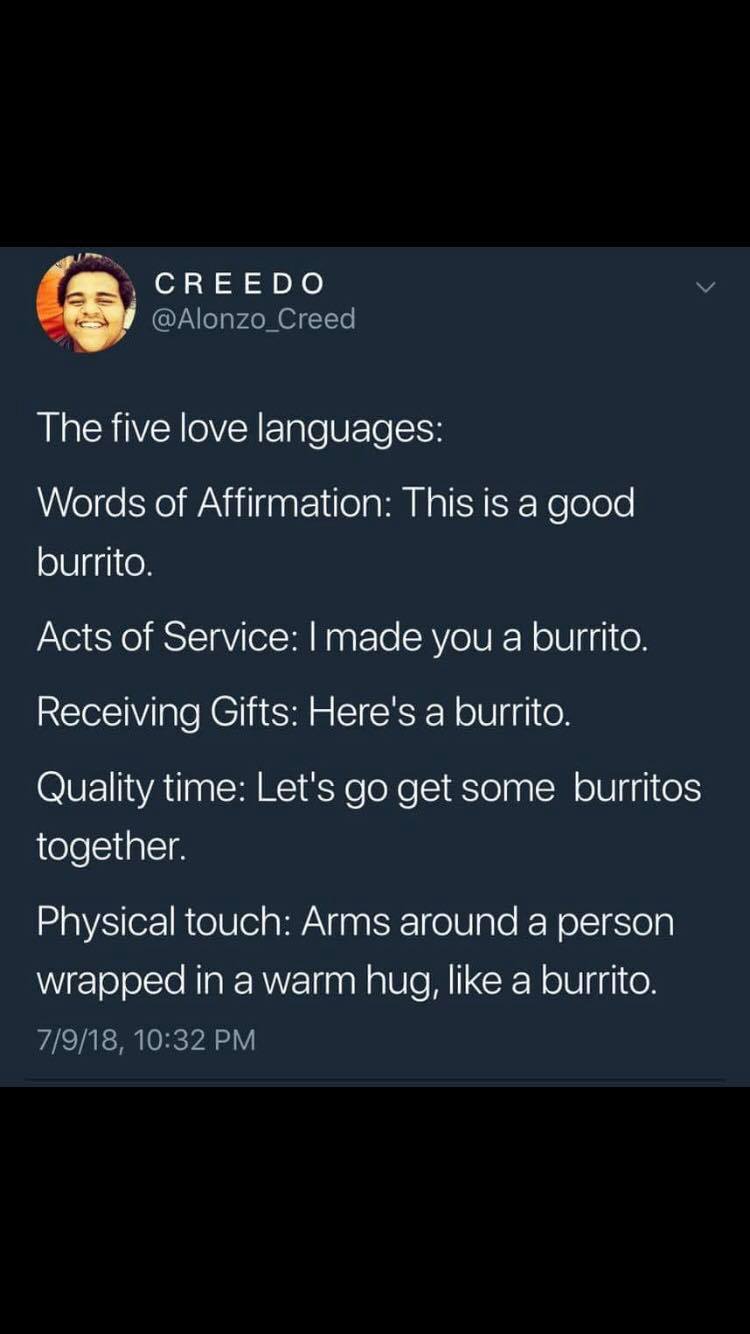 C R E E D O
@Alonzo_Creed
The five love languages:
Words of Affirmation: This is a good
burrito.
Acts of Service: I made you a burrito.
Receiving Gifts: Here's a burrito.
Quality time: Let's go get some  burritos
together.
Physical touch: Arms around a person
wrapped in a warm hug, like a burrito.
7/9/18, 10:32 PM